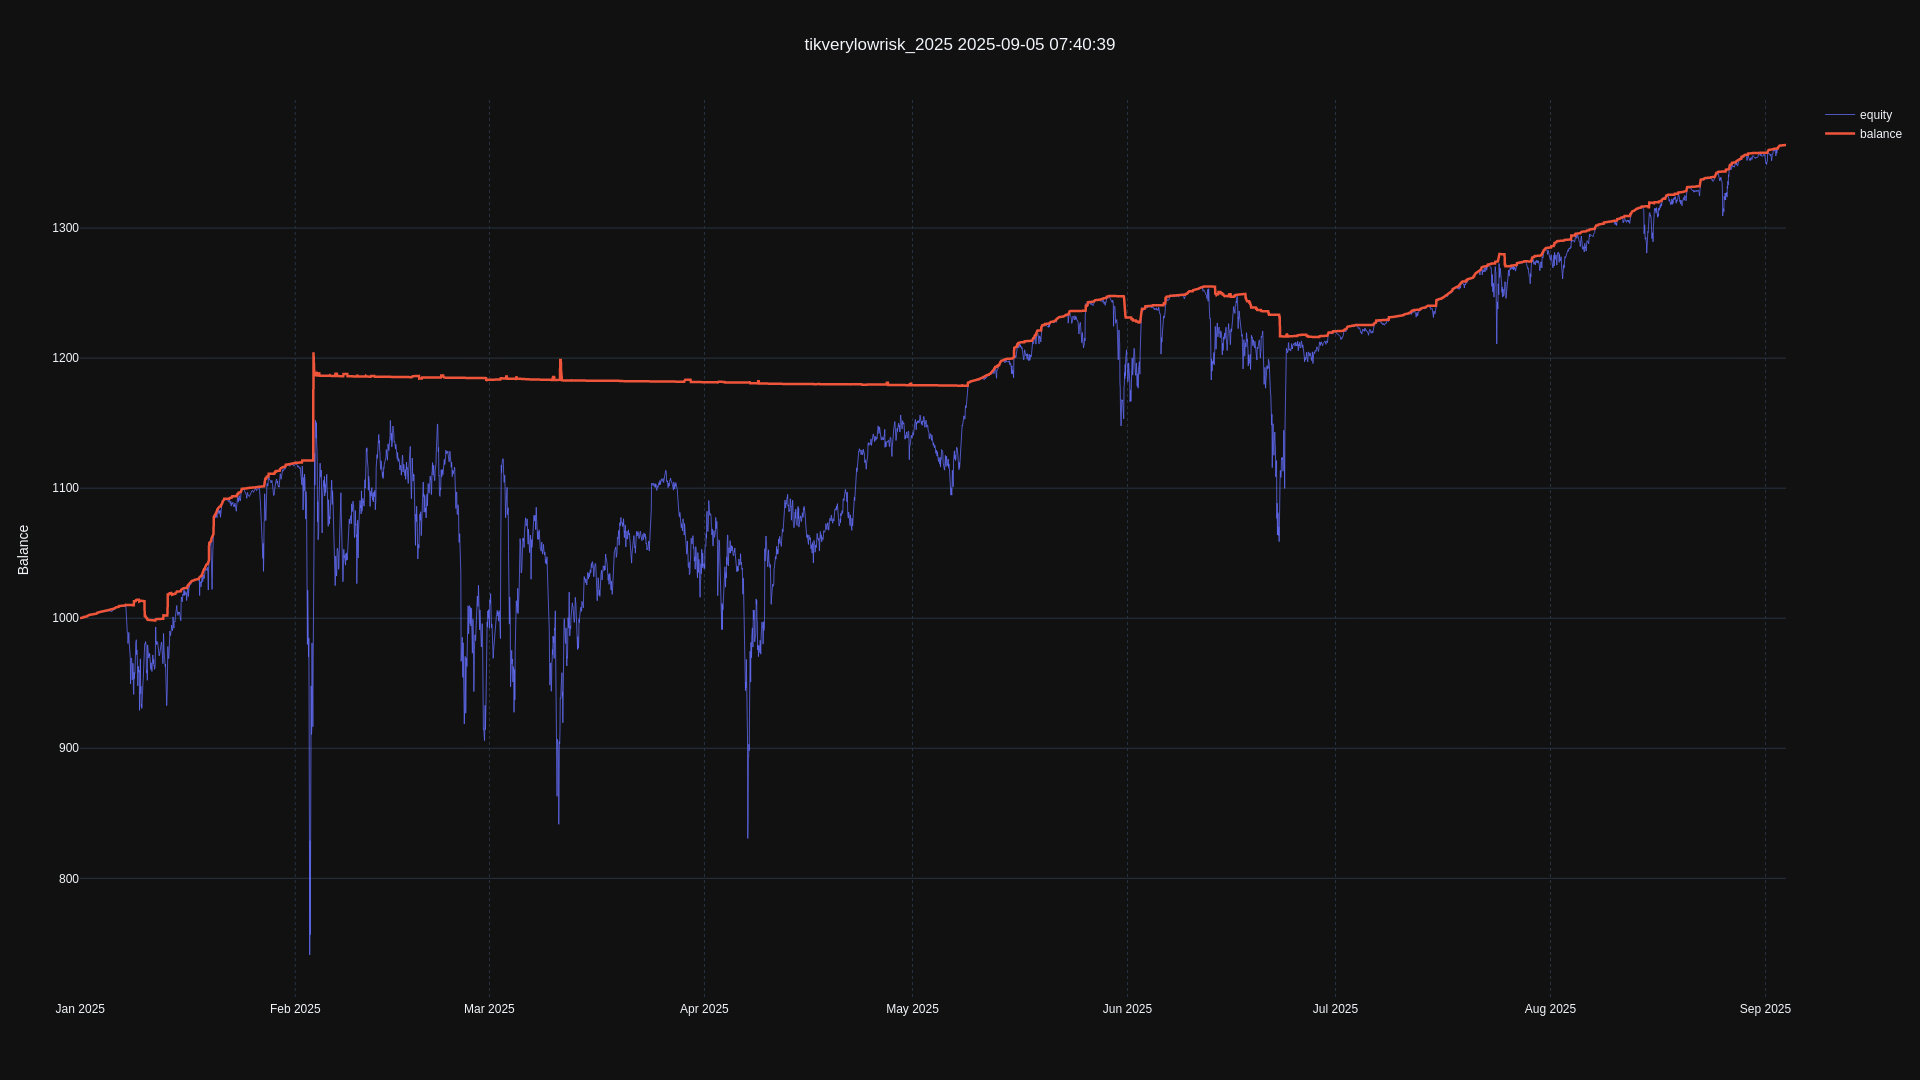 tikverylowrisk_2025 2025-09-05 07:40:39
equity
balance
Balance
1300
1200
1100
1000
900
800
Jan 2025
Feb 2025
Mar 2025
Apr 2025
May 2025
Jun 2025
Jul 2025
Aug 2025
Sep 2025